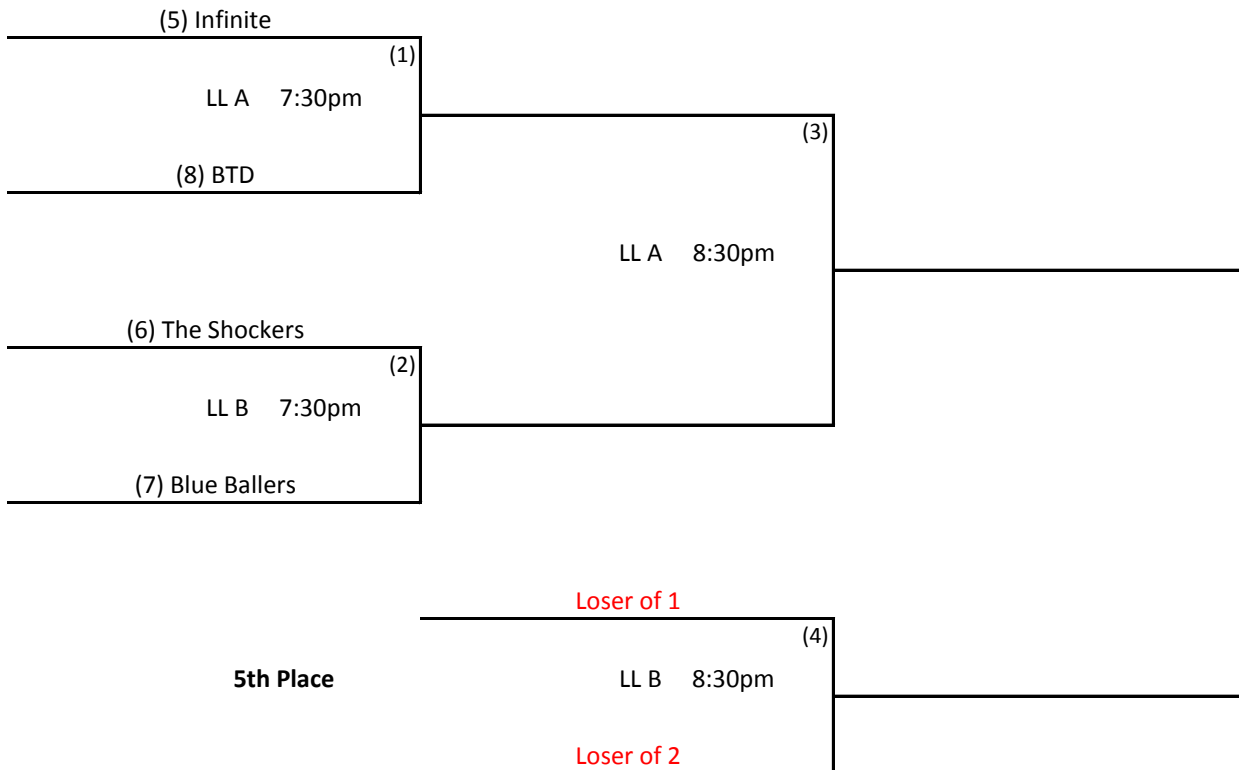 (5) Infinite
(1)
LL A 7:30pm
(3)
(8) BTD
LL A 8:30pm
(6) The Shockers
(2)
LL B 7:30pm
(7) Blue Ballers
Loser of 1
(4)
5th Place LL B 8:30pm
Loser of 2